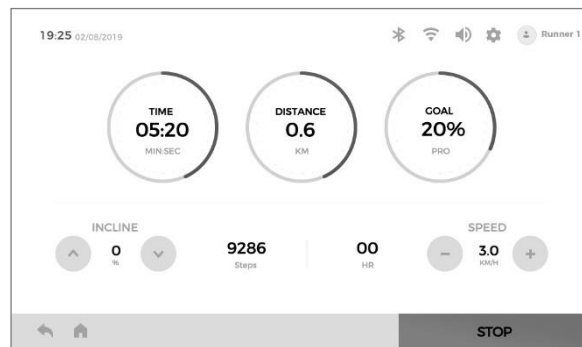 19:25 02/08/2019
Runner 1
TIME
05:20
MIN:SEC
DISTANCE
0.6
KM
GOAL
20%
PRO
INCLINE
0
%
9286
Steps
00
HR
SPEED
3.0
KM/H
STOP